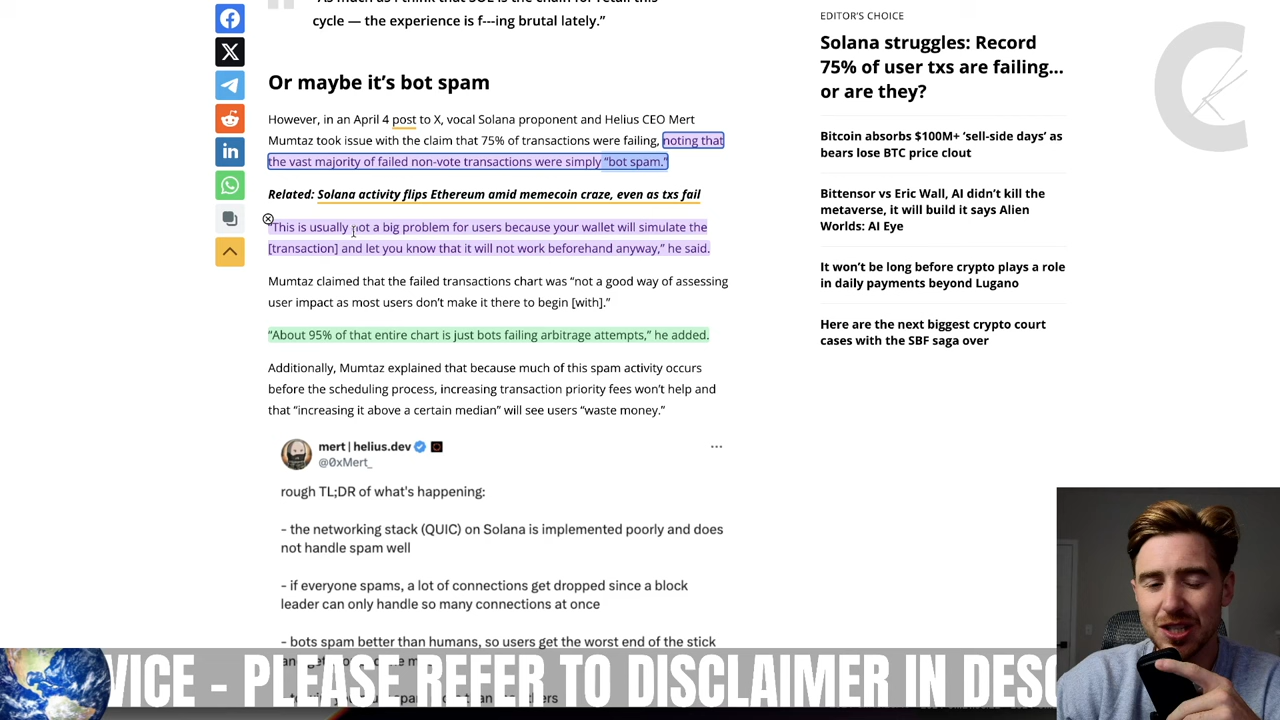 "As much as I think that SOL is the chain for retail this
cycle — the experience is f---ing brutal lately.”
Or maybe it’s bot spam
However, in an April 4 post to X, vocal Solana proponent and Helius CEO Mert
Mumtaz took issue with the claim that 75% of transactions were failing, noting that
the vast majority of failed non-vote transactions were simply “bot spam.”
Related: Solana activity flips Ethereum amid memecoin craze, even as txs fail
“This is usually not a big problem for users because your wallet will simulate the
[transaction] and let you know that it will not work beforehand anyway,” he said.
Mumtaz claimed that the failed transactions chart was “not a good way of assessing
user impact as most users don’t make it there to begin [with].”
“About 95% of that entire chart is just bots failing arbitrage attempts,” he added.
Additionally, Mumtaz explained that because much of this spam activity occurs
before the scheduling process, increasing transaction priority fees won’t help and
that “increasing it above a certain median” will see users “waste money.”
mert | helius.dev
@0xMert_
rough TL;DR of what's happening:
- the networking stack (QUIC) on Solana is implemented poorly and does
not handle spam well
- if everyone spams, a lot of connections get dropped since a block
leader can only handle so many connections at once
- bots spam better than humans, so users get the worst end of the stick
EDITOR’S CHOICE
Solana struggles: Record
75% of user txs are failing...
or are they?
Bitcoin absorbs $100M+ ‘sell-side days’ as
bears lose BTC price clout
Bittensor vs Eric Wall, AI didn’t kill the
metaverse, it will build it says Alien
Worlds: AI Eye
It won’t be long before crypto plays a role
in daily payments beyond Lugano
Here are the next biggest crypto court
cases with the SBF saga over
VICE - PLEASE REFER TO DISCLAIMER IN DESC